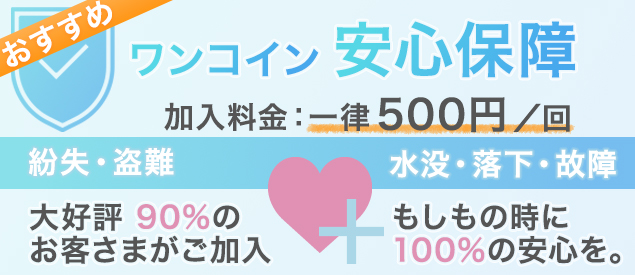 おすすめ
ワンコイン 安心保障
加入料金：一律500円／回
紛失・盗難
水没・落下・故障
大好評 90%の
お客さまがご加入
もしもの時に
100%の安心を。